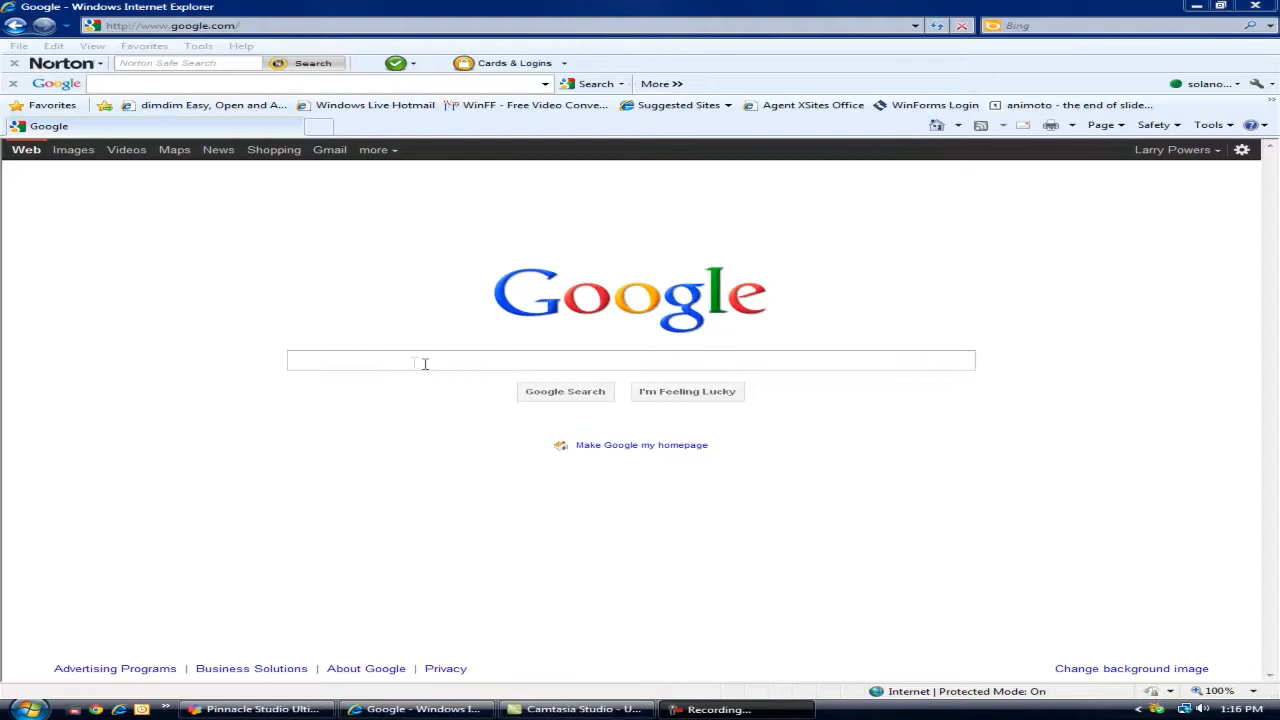 Google - Windows Internet Explorer
http://www.google.com/ Bing
File Edit View Favorites Tools Help
Norton Norton Safe Search Search Cards & Logins
Google Search More >> solano...
Favorites dimdim Easy, Open and A... Windows Live Hotmail WinFF - Free Video Conve... Suggested Sites Agent XSites Office WinForms Login animoto - the end of slide...
Google Page Safety Tools
Web Images Videos Maps News Shopping Gmail more Larry Powers
Google
Google Search I'm Feeling Lucky
Make Google my homepage
Advertising Programs | Business Solutions | About Google | Privacy Change background image
Internet | Protected Mode: On 100%
Pinnacle Studio Ulti... Google - Windows I... Camtasia Studio - U... Recording... 1:16 PM